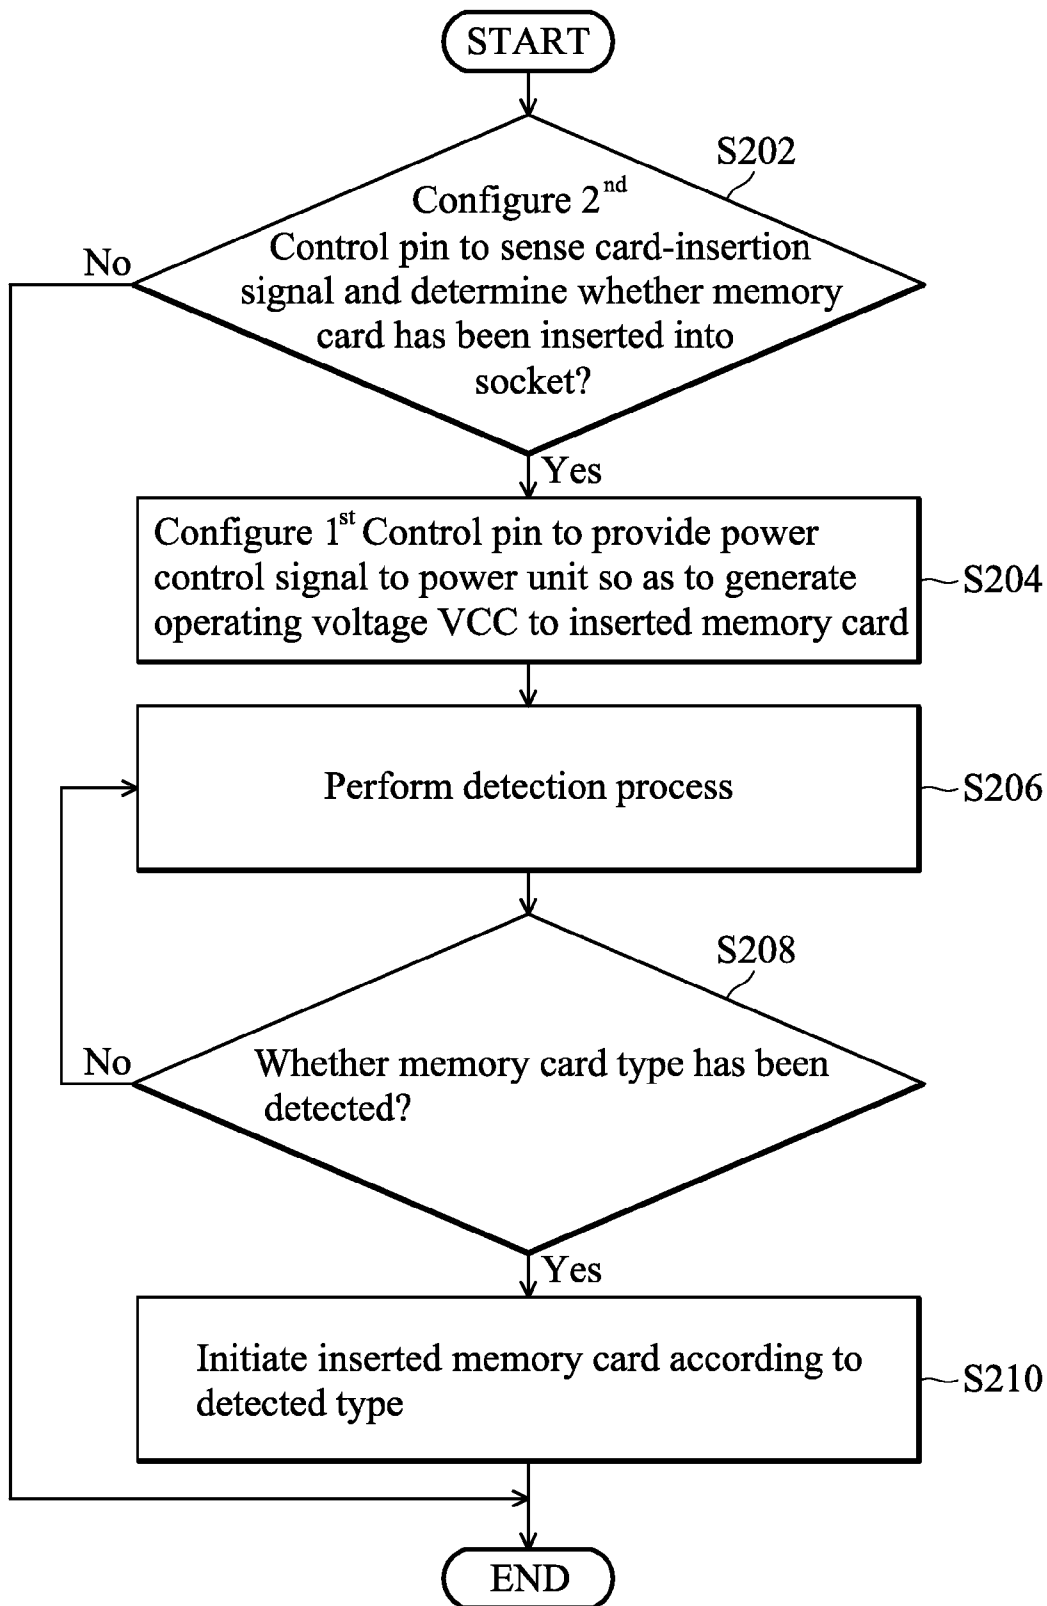 START
S202
Configure 2nd
Control pin to sense card-insertion
signal and determine whether memory
card has been inserted into
socket?
No
Yes
Configure 1st Control pin to provide power
control signal to power unit so as to generate
operating voltage VCC to inserted memory card
S204
Perform detection process
S206
S208
Whether memory card type has been
detected?
No
Yes
Initiate inserted memory card according to
detected type
S210
END